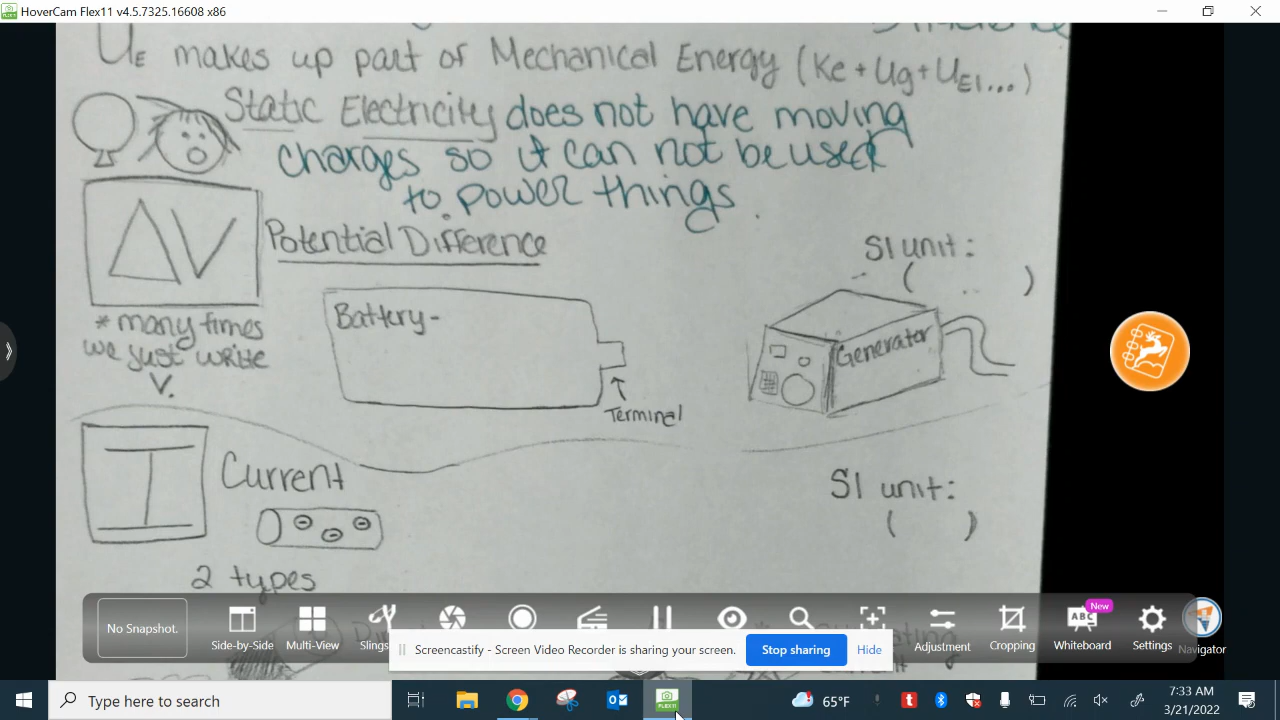 HoverCam Flex11 v4.5.7325.16608 x86
UE makes up part of Mechanical Energy (Ke + Ug + UEl...)
Static Electricity does not have moving
charges so it can not be used
to power things.
ΔV
Potential Difference
SI unit:
( )
* many times
we just write
V.
Battery-
Terminal
Generator
I
Current
SI unit:
( )
2 types
No Snapshot.
Side-by-Side
Multi-View
Slings
Adjustment
Cropping
New
ABC
Whiteboard
Settings
Navigator
Screencastify - Screen Video Recorder is sharing your screen.
Stop sharing
Hide
Type here to search
FLEX11
65°F
7:33 AM
3/21/2022